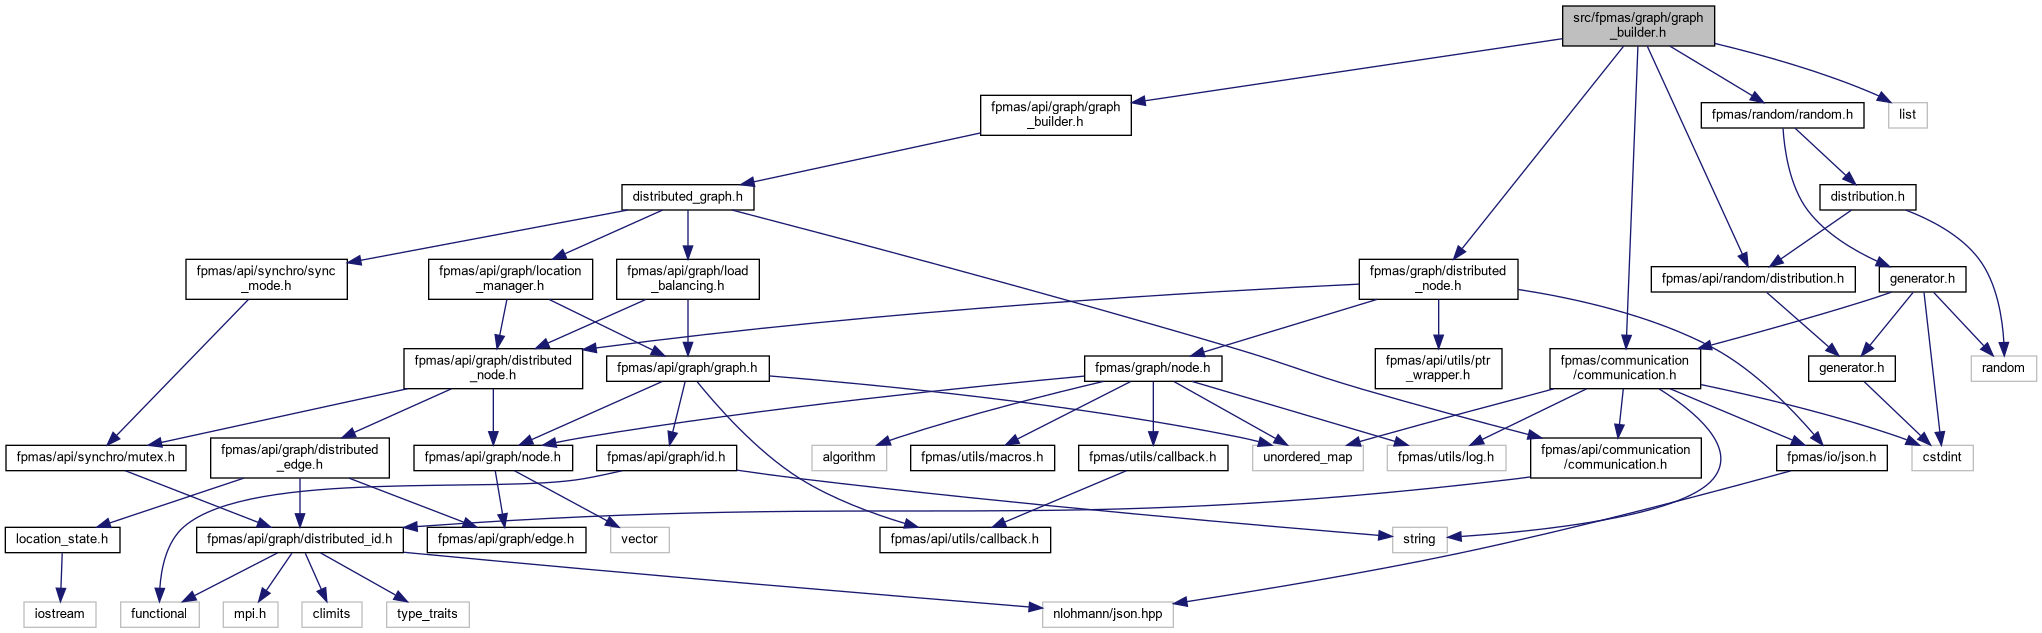 src/fpmas/graph/graph
_builder.h
fpmas/api/graph/graph
_builder.h
fpmas/random/random.h
list
distributed_graph.h
distribution.h
fpmas/api/synchro/sync
_mode.h
fpmas/api/graph/location
_manager.h
fpmas/api/graph/load
_balancing.h
fpmas/graph/distributed
_node.h
fpmas/api/random/distribution.h
generator.h
fpmas/api/graph/distributed
_node.h
fpmas/api/graph/graph.h
fpmas/graph/node.h
fpmas/api/utils/ptr
_wrapper.h
fpmas/communication
/communication.h
generator.h
random
fpmas/api/synchro/mutex.h
fpmas/api/graph/distributed
_edge.h
fpmas/api/graph/node.h
fpmas/api/graph/id.h
algorithm
fpmas/utils/macros.h
fpmas/utils/callback.h
unordered_map
fpmas/utils/log.h
fpmas/api/communication
/communication.h
fpmas/io/json.h
cstdint
location_state.h
fpmas/api/graph/distributed_id.h
fpmas/api/graph/edge.h
vector
fpmas/api/utils/callback.h
string
iostream
functional
mpi.h
climits
type_traits
nlohmann/json.hpp